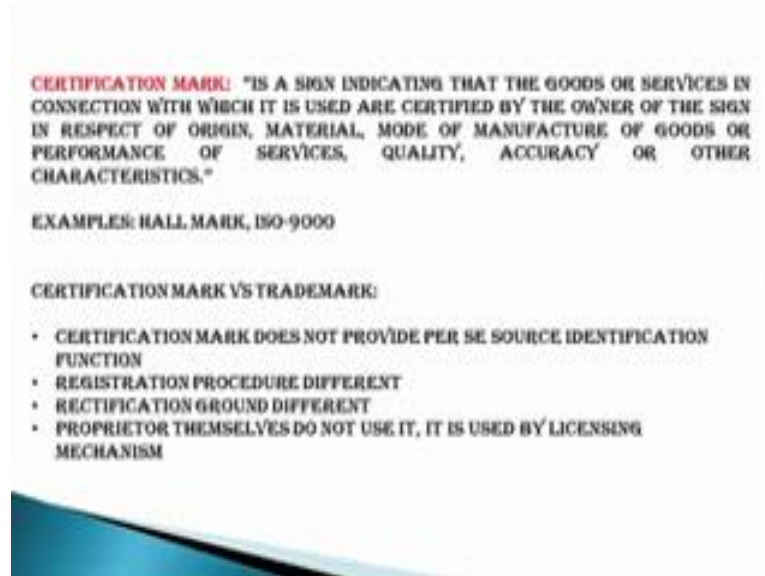 CERTIFICATION MARK: "IS A SIGN INDICATING THAT THE GOODS OR SERVICES IN
CONNECTION WITH WHICH IT IS USED ARE CERTIFIED BY THE OWNER OF THE SIGN
IN RESPECT OF ORIGIN, MATERIAL, MODE OF MANUFACTURE OF GOODS OR
PERFORMANCE OF SERVICES, QUALITY, ACCURACY OR OTHER
CHARACTERISTICS."
EXAMPLES: HALL MARK, ISO-9000
CERTIFICATION MARK VS TRADEMARK:
• CERTIFICATION MARK DOES NOT PROVIDE PER SE SOURCE IDENTIFICATION
FUNCTION
• REGISTRATION PROCEDURE DIFFERENT
• RECTIFICATION GROUND DIFFERENT
• PROPRIETOR THEMSELVES DO NOT USE IT, IT IS USED BY LICENSING
MECHANISM